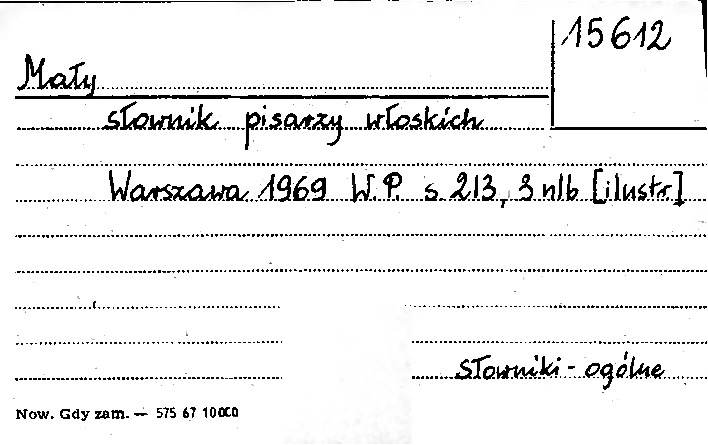 15612
Mały
słownik pisarzy włoskich
Warszawa 1969 W.P. s. 213, 3 nlb [ilustr.]
słowniki - ogólne
Now. Gdy zam. — 575 67 10000